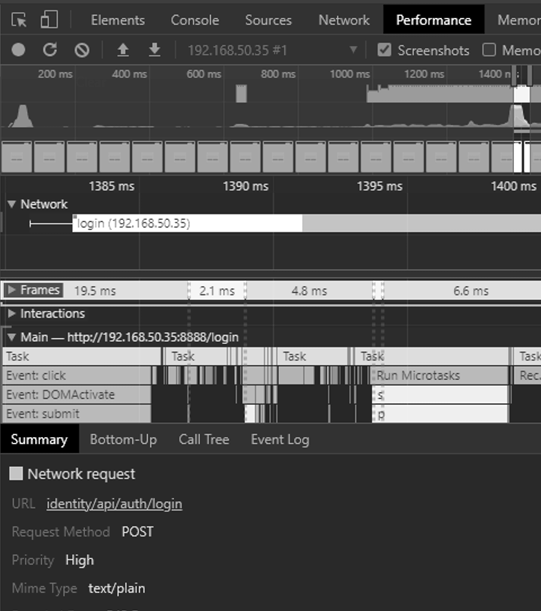 Elements Console Sources Network Performance Memor
192.168.50.35 #1 Screenshots Memo
200 ms 400 ms 600 ms 800 ms 1000 ms 1200 ms 1400 m
1385 ms 1390 ms 1395 ms 1400 ms
Network
login (192.168.50.35)
Frames 19.5 ms 2.1 ms 4.8 ms 6.6 ms
Interactions
Main — http://192.168.50.35:8888/login
Task Task Task Task Task
Event: click Run Microtasks Rec.
Event: DOMActivate s
Event: submit p
Summary Bottom-Up Call Tree Event Log
Network request
URL identity/api/auth/login
Request Method POST
Priority High
Mime Type text/plain